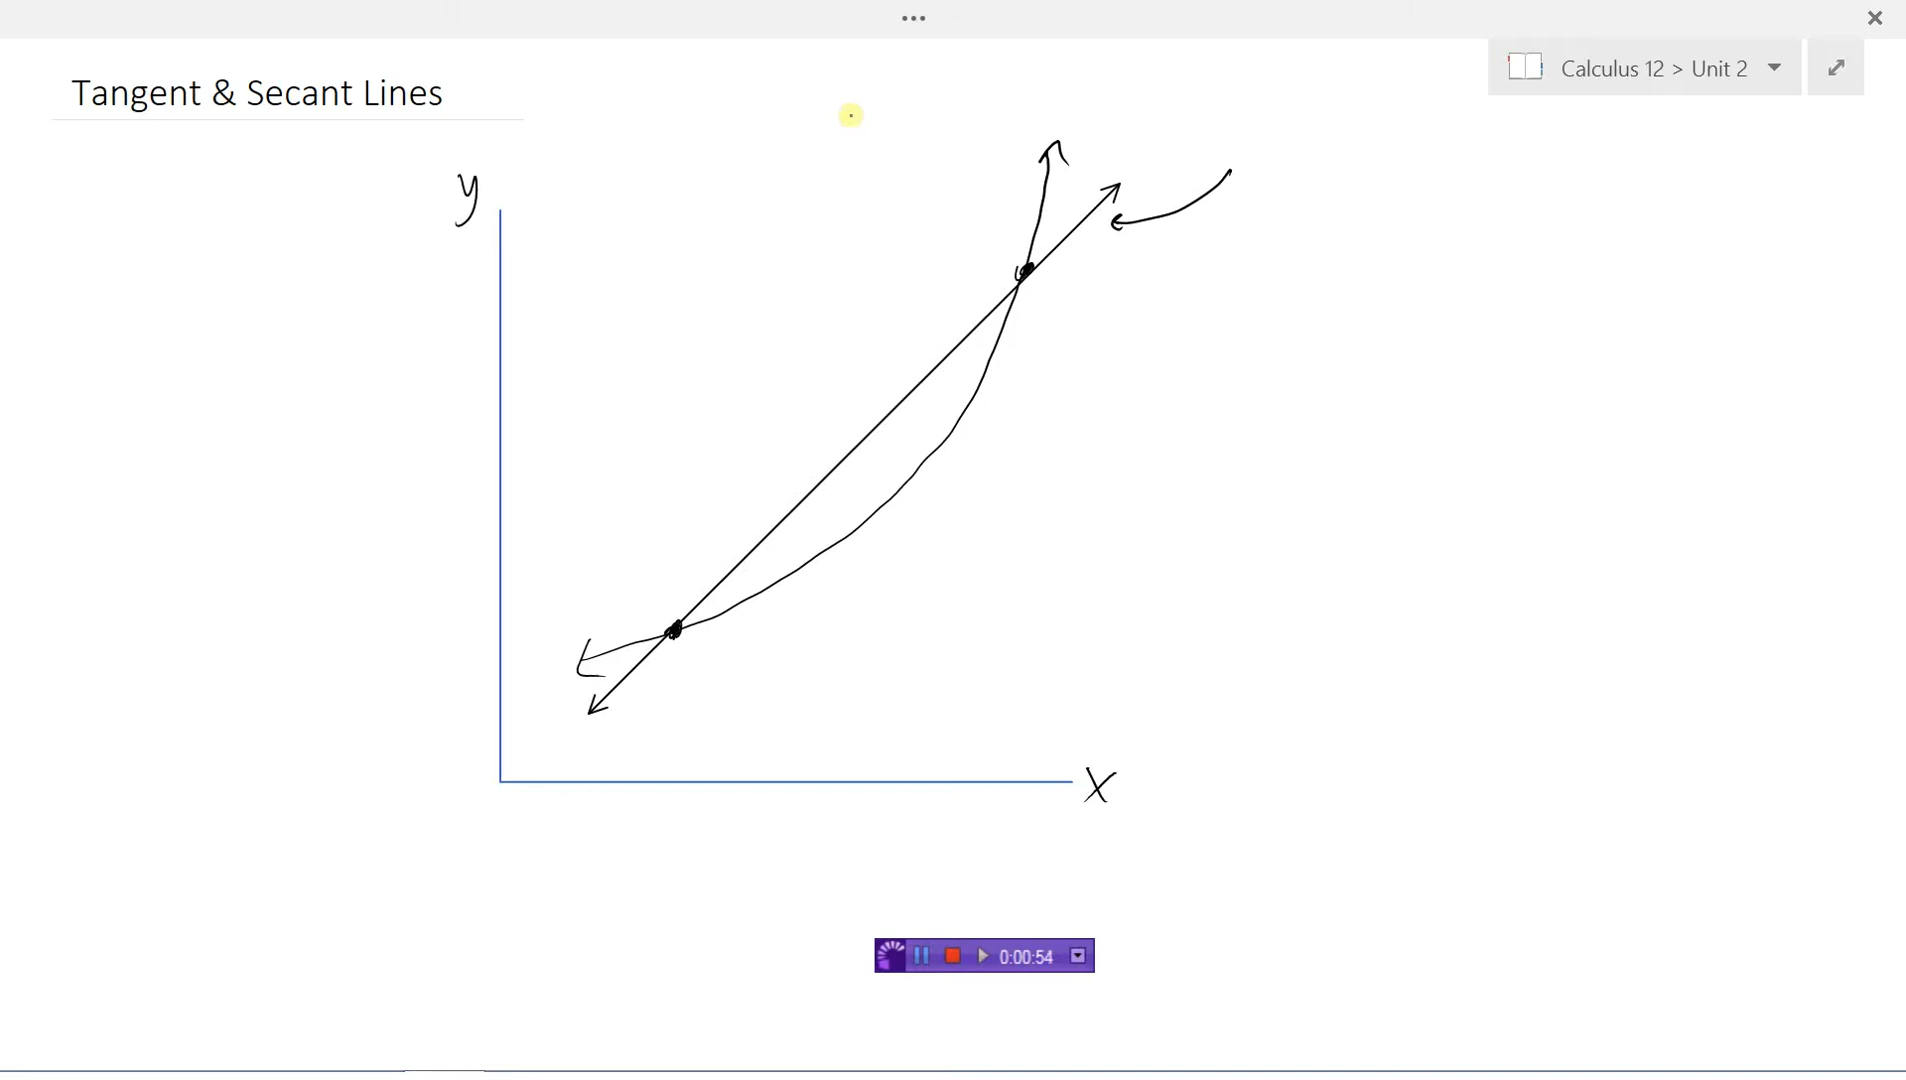 Calculus 12 > Unit 2
Tangent & Secant Lines
y
x
0:00:54